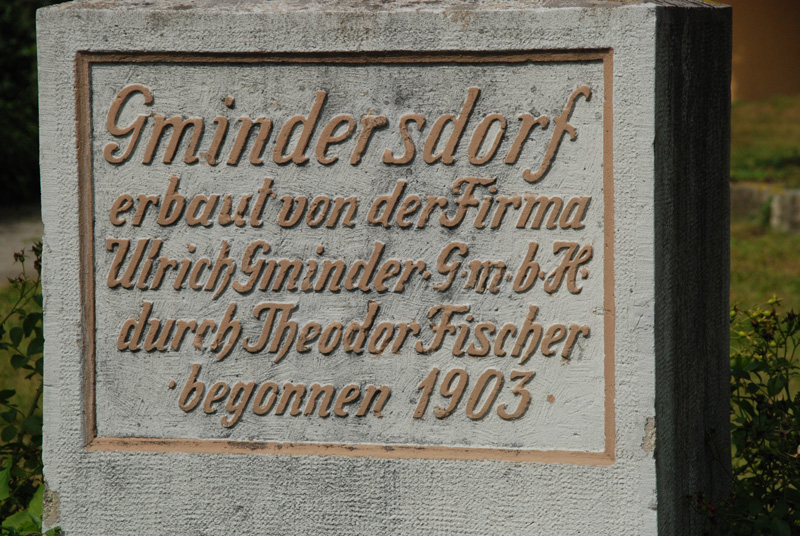 Gmindersdorf
erbaut von der Firma
Ulrich Gminder·G·m·b·H·
durch Theodor Fischer
·begonnen 1903